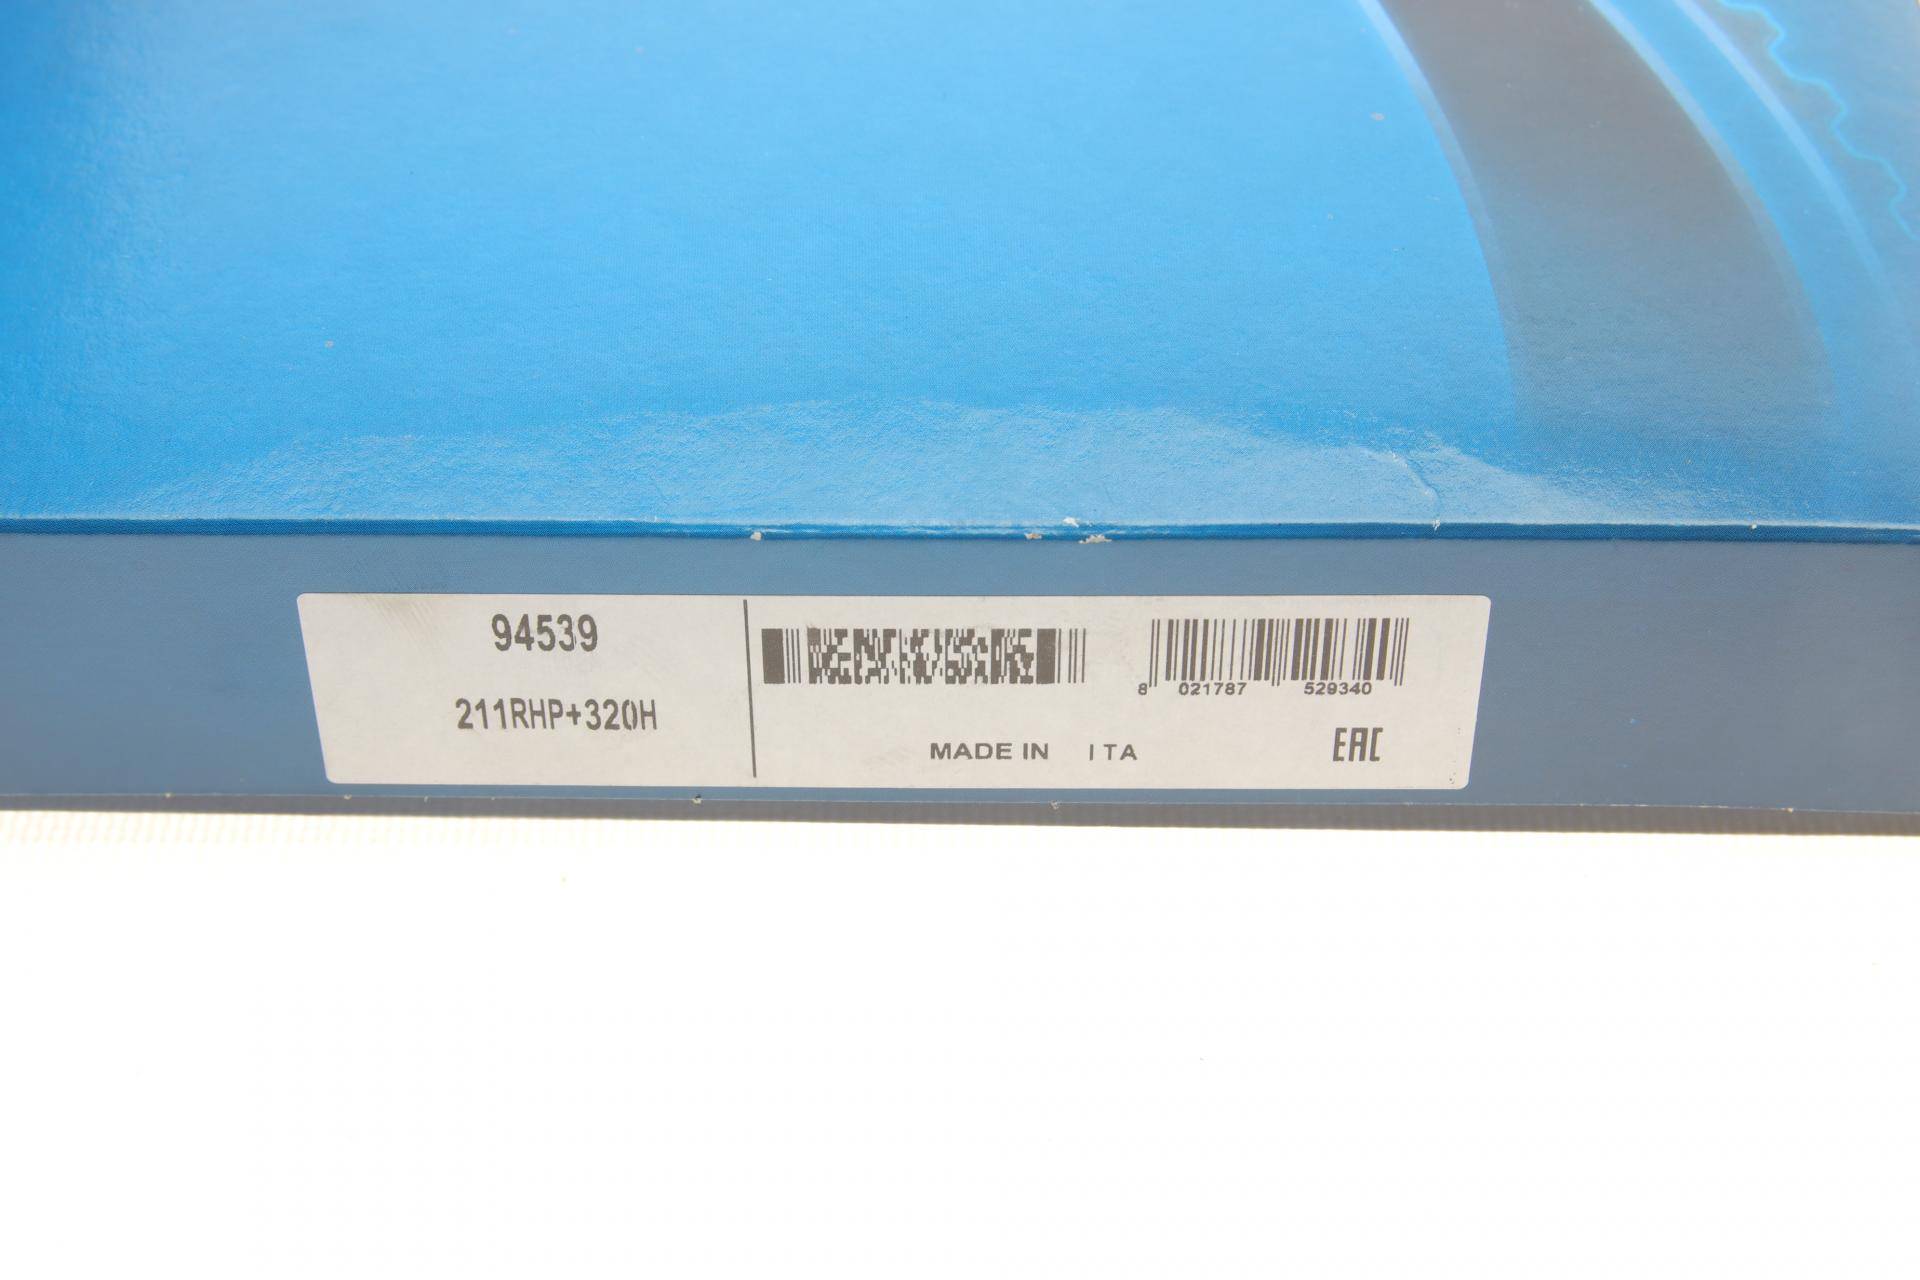 94539
211RHP+320H
8 021787 529340
MADE IN ITA
EAC